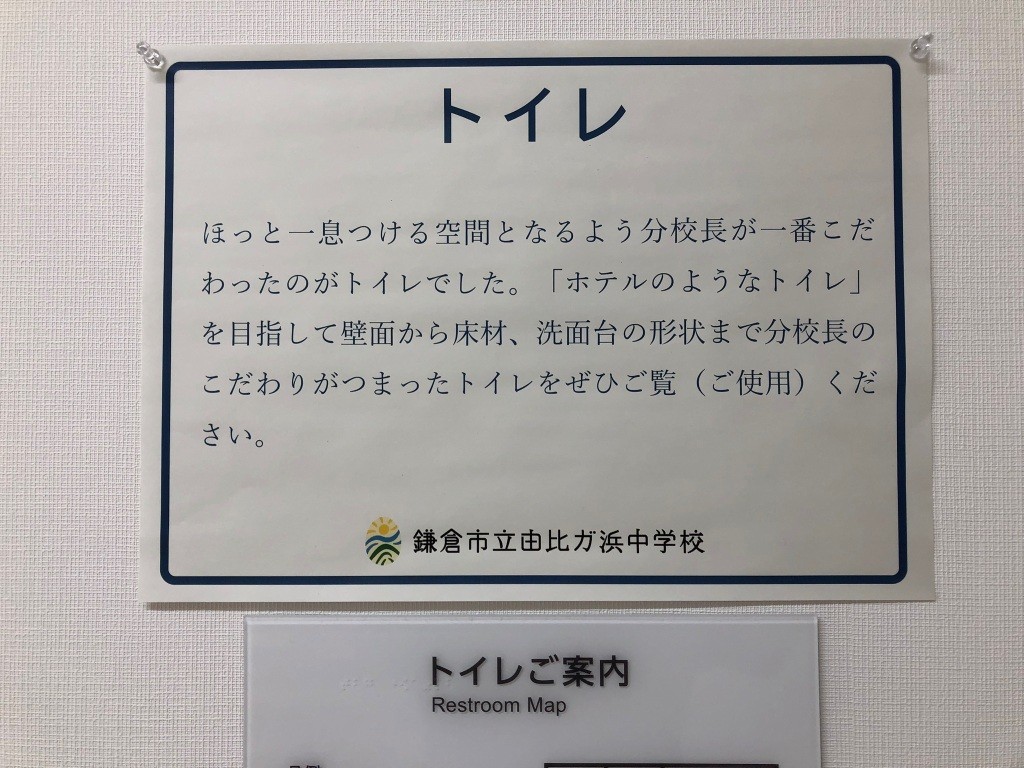 トイレ
ほっと一息つける空間となるよう分校長が一番こだ
わったのがトイレでした。「ホテルのようなトイレ」
を目指して壁面から床材、洗面台の形状まで分校長の
こだわりがつまったトイレをぜひご覧（ご使用）くだ
さい。
鎌倉市立由比ガ浜中学校
トイレご案内
Restroom Map